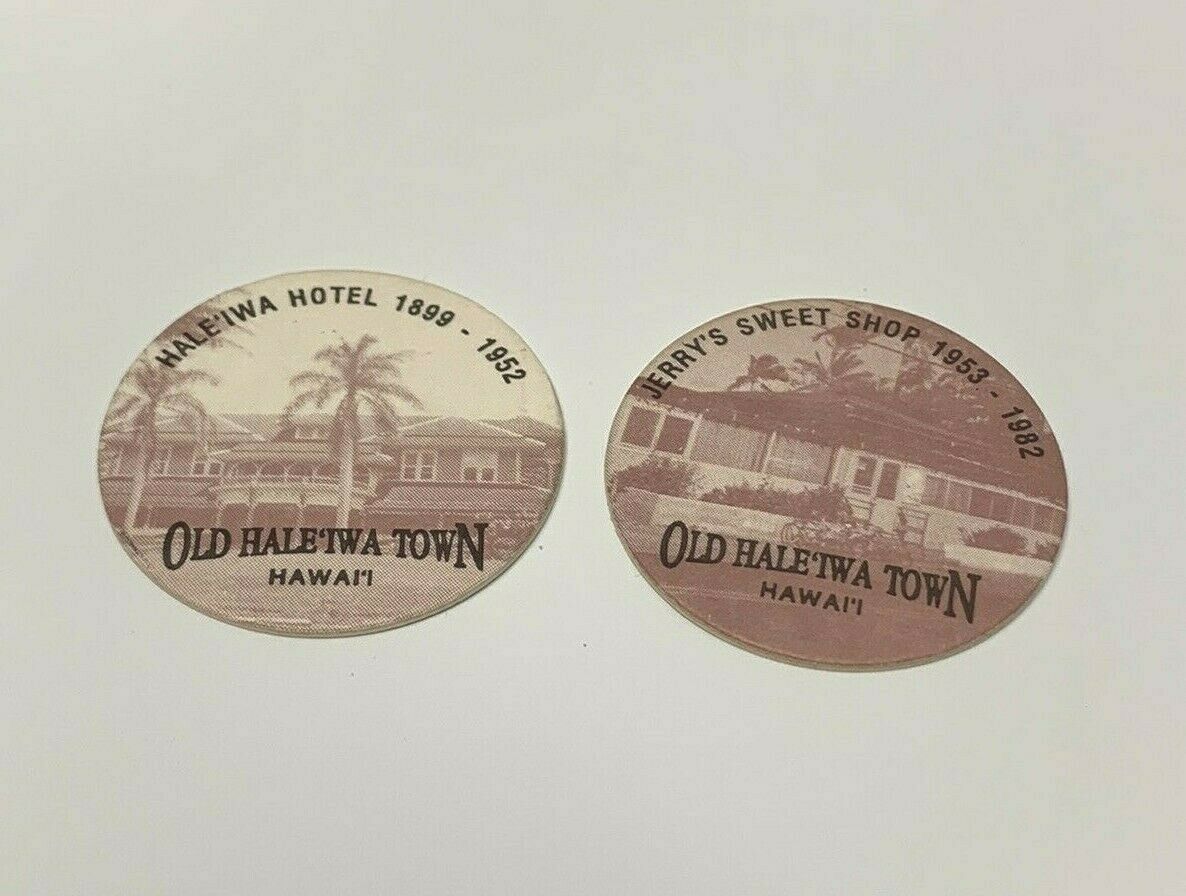 HALE'IWA HOTEL 1899 - 1952
OLD HALE'IWA TOWN
HAWAI'I
JERRY'S SWEET SHOP 1953 - 1982
OLD HALE'IWA TOWN
HAWAI'I